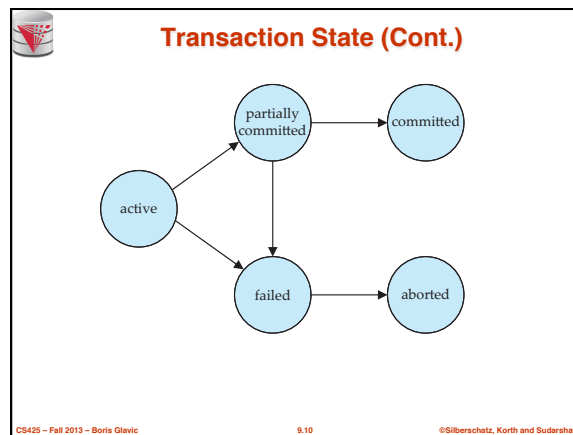 Transaction State (Cont.)
partially
committed
committed
active
failed
aborted
CS425 – Fall 2013 – Boris Glavic
9.10
©Silberschatz, Korth and Sudarsha